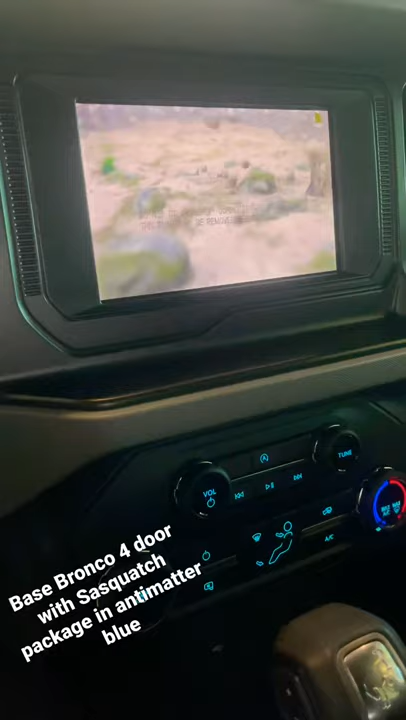 TUNE
VOL
A/C
Base Bronco 4 door
with Sasquatch
package in antimatter
blue